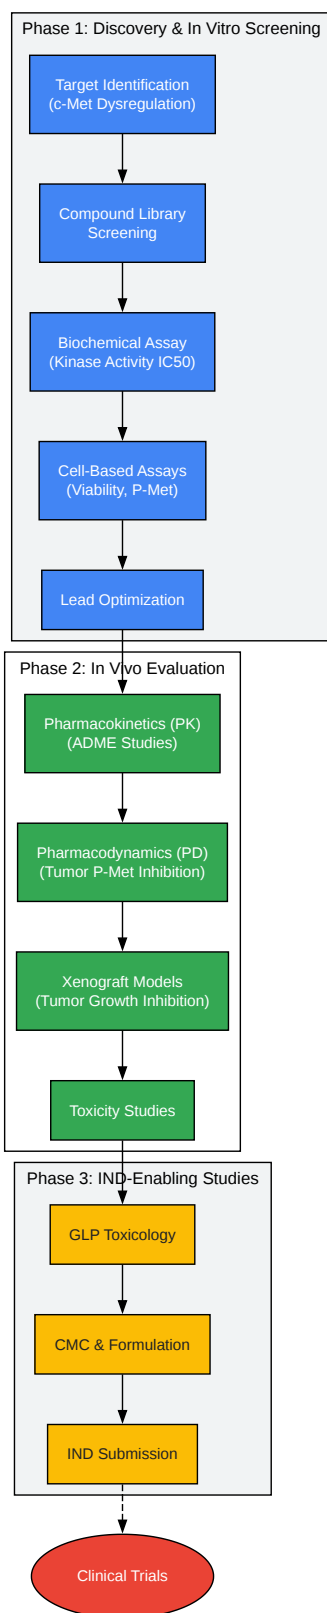 Phase 1: Discovery & In Vitro Screening
Target Identification
(c-Met Dysregulation)
Compound Library
Screening
Biochemical Assay
(Kinase Activity IC50)
Cell-Based Assays
(Viability, P-Met)
Lead Optimization
Phase 2: In Vivo Evaluation
Pharmacokinetics (PK)
(ADME Studies)
Pharmacodynamics (PD)
(Tumor P-Met Inhibition)
Xenograft Models
(Tumor Growth Inhibition)
Toxicity Studies
Phase 3: IND-Enabling Studies
GLP Toxicology
CMC & Formulation
IND Submission
Clinical Trials